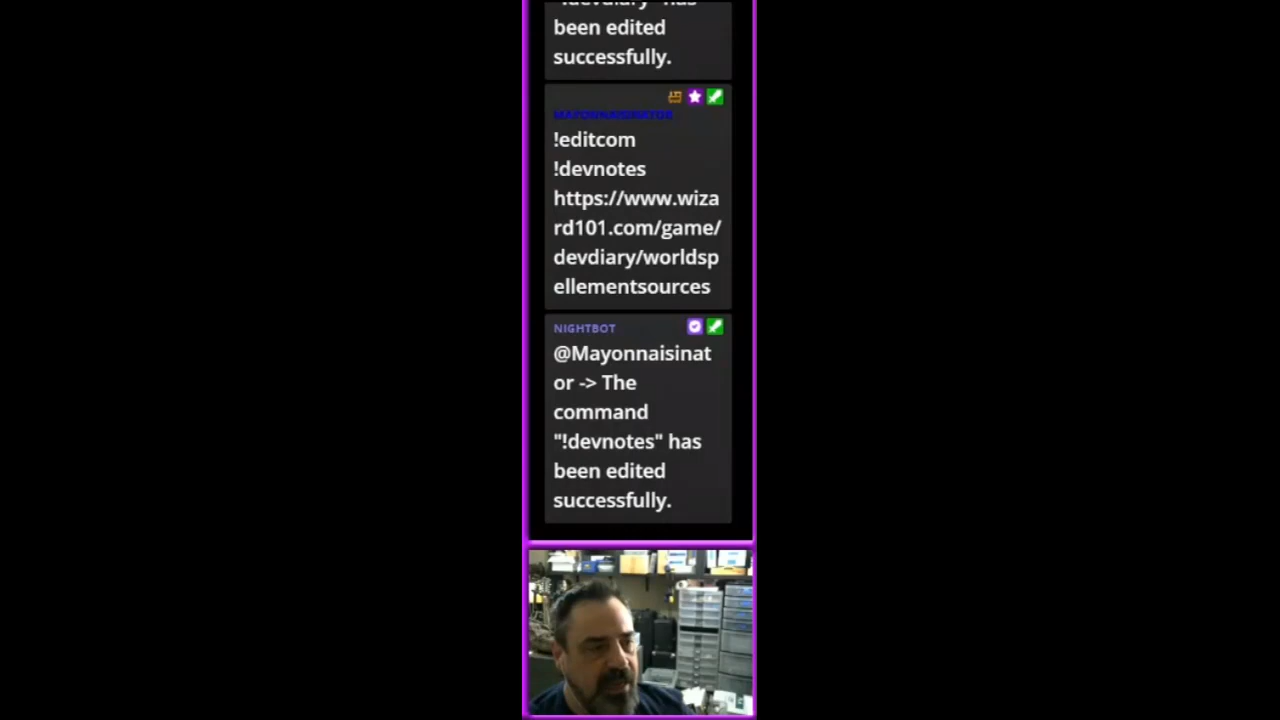 been edited
successfully.
MAYONNAISINATOR
!editcom
!devnotes
https://www.wiza
rd101.com/game/
devdiary/worldsp
ellementsources
NIGHTBOT
@Mayonnaisinat
or -> The
command
"!devnotes" has
been edited
successfully.